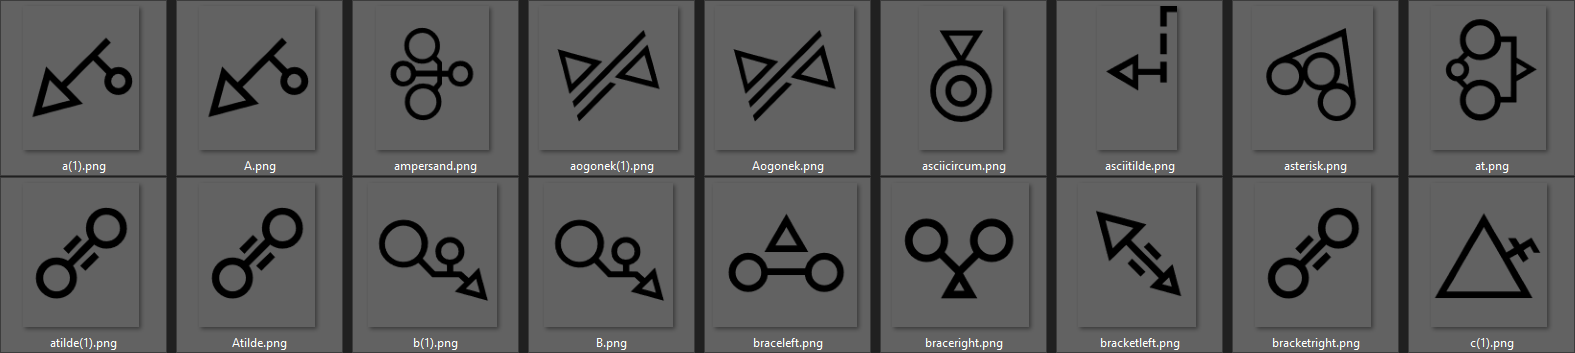 a(1).png A.png ampersand.png aogonek(1).png Aogonek.png asciicircum.png asciitilde.png asterisk.png at.png
atilde(1).png Atilde.png b(1).png B.png braceleft.png braceright.png bracketleft.png bracketright.png c(1).png